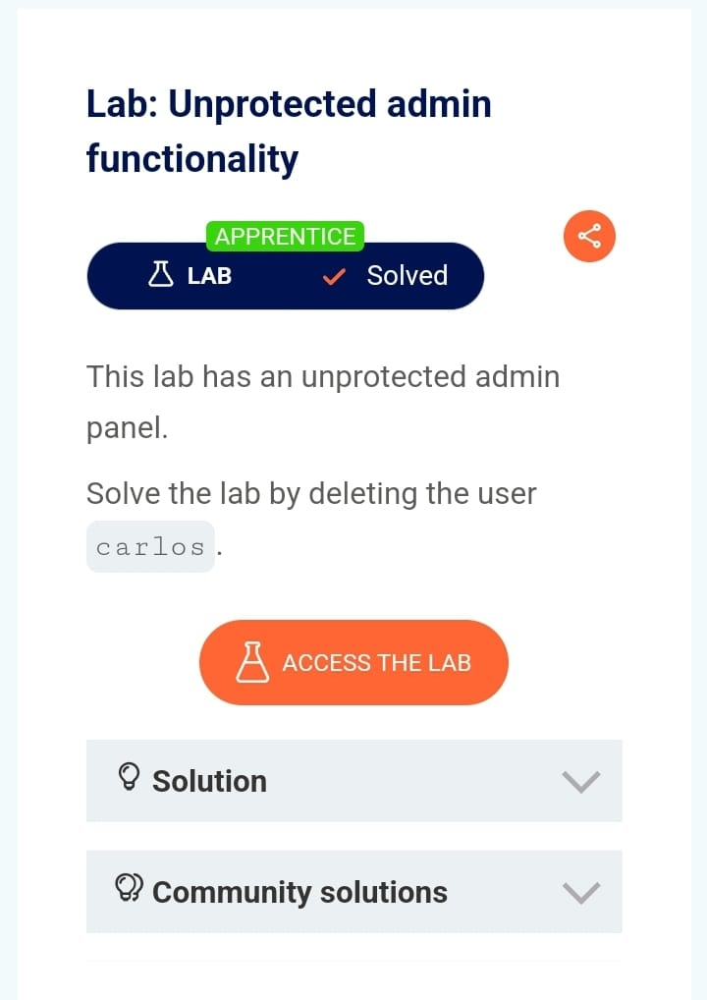 Lab: Unprotected admin
functionality
APPRENTICE
LAB
Solved
This lab has an unprotected admin
panel.
Solve the lab by deleting the user
carlos.
ACCESS THE LAB
Solution
Community solutions